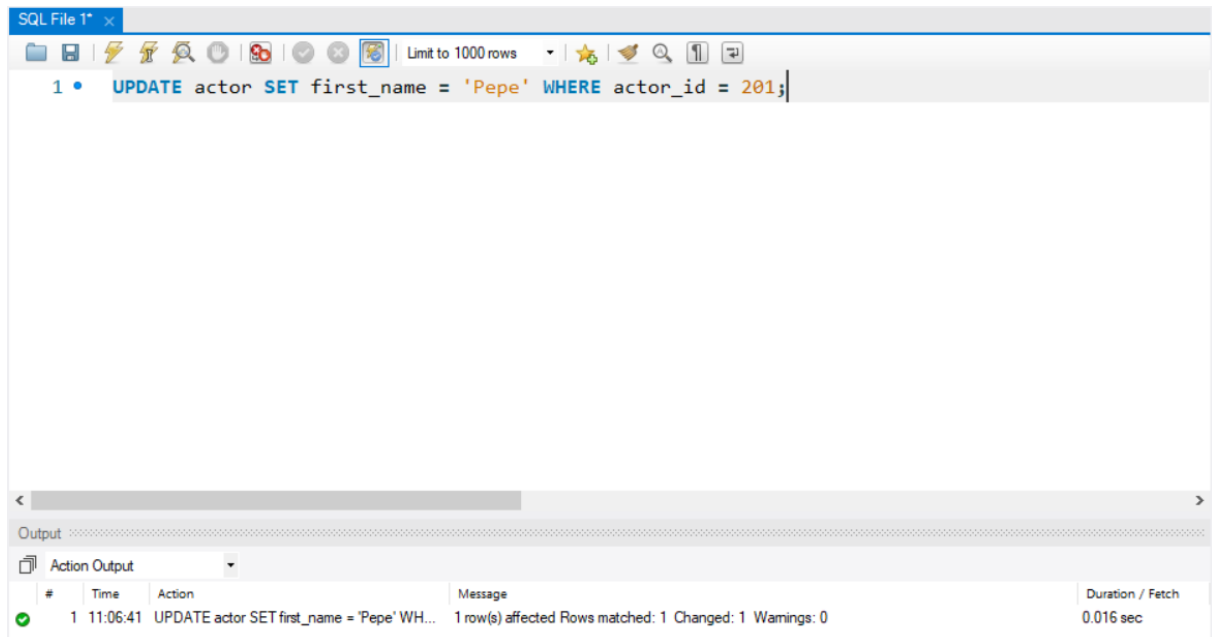 SQL File 1*
Limit to 1000 rows
1 UPDATE actor SET first_name = 'Pepe' WHERE actor_id = 201;
Output
Action Output
# Time Action Message Duration / Fetch
1 11:06:41 UPDATE actor SET first_name = 'Pepe' WH... 1 row(s) affected Rows matched: 1 Changed: 1 Warnings: 0 0.016 sec